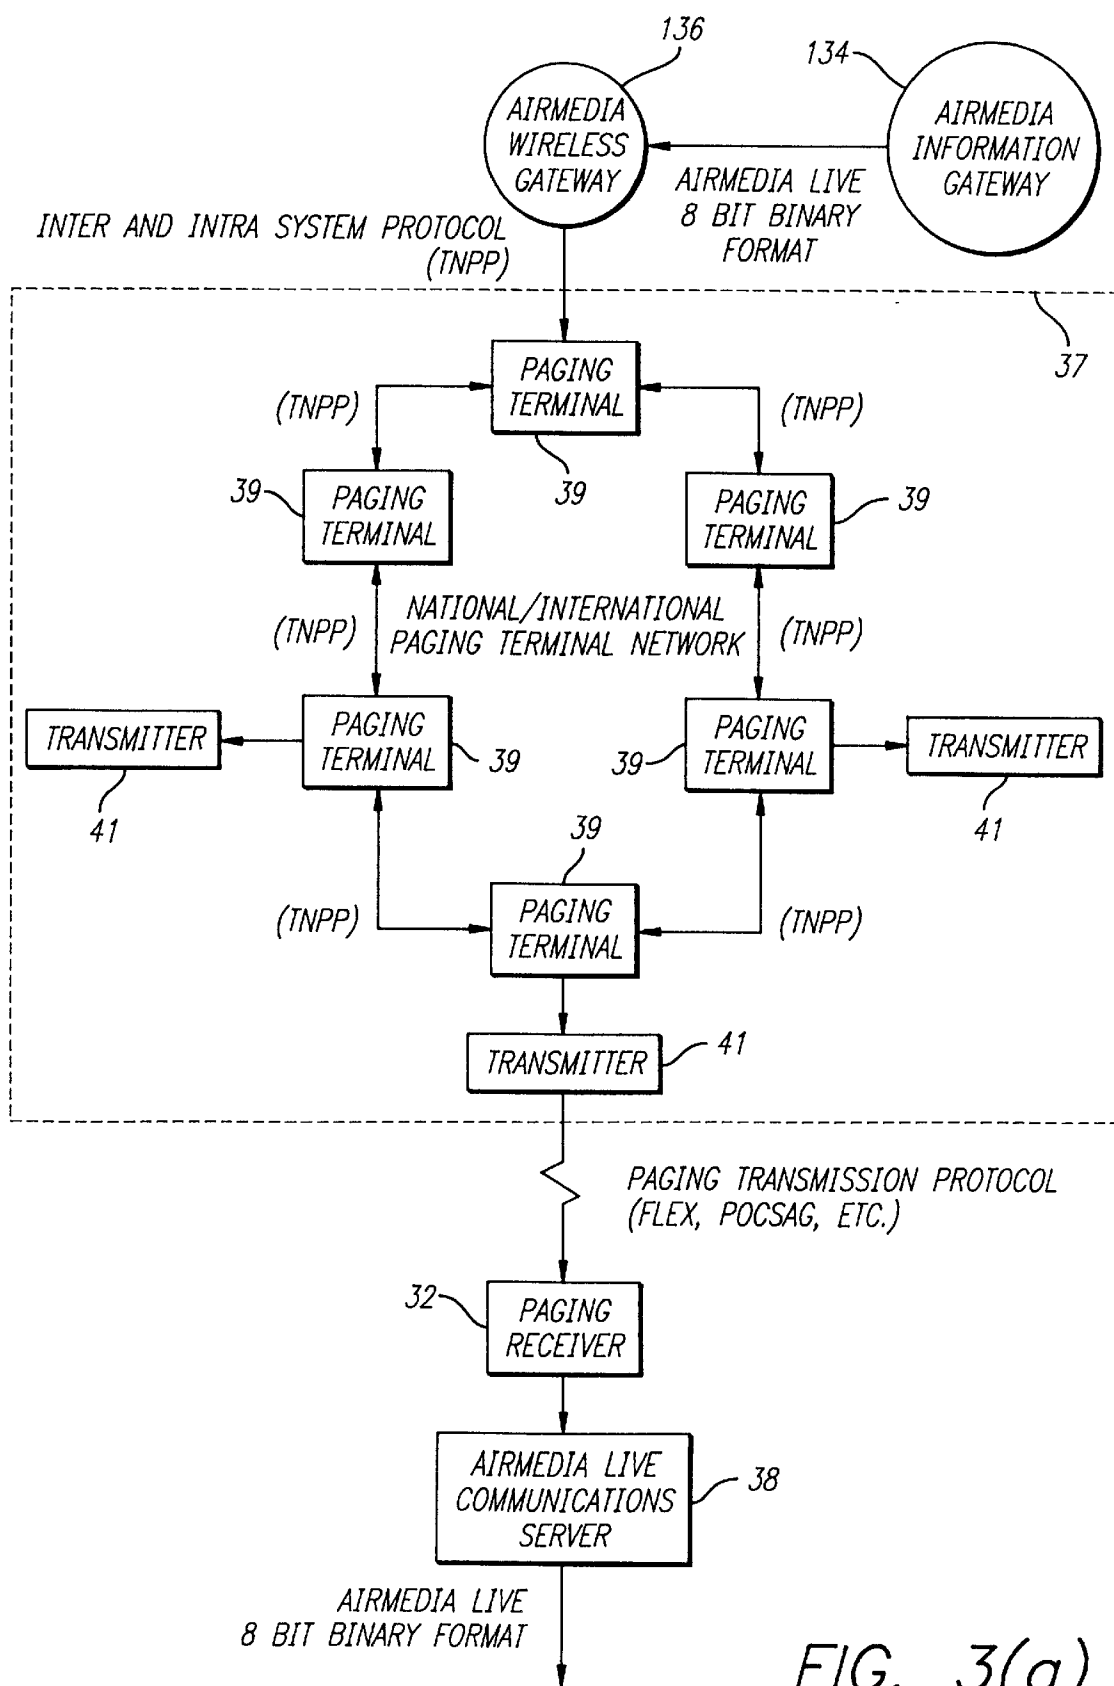 136
134
AIRMEDIA
WIRELESS
GATEWAY
AIRMEDIA
INFORMATION
GATEWAY
AIRMEDIA LIVE
8 BIT BINARY
FORMAT
INTER AND INTRA SYSTEM PROTOCOL
(TNPP)
37
PAGING
TERMINAL
39
(TNPP)
(TNPP)
39
PAGING
TERMINAL
PAGING
TERMINAL
39
(TNPP)
NATIONAL/INTERNATIONAL
PAGING TERMINAL NETWORK
(TNPP)
TRANSMITTER
41
PAGING
TERMINAL
39
39
PAGING
TERMINAL
TRANSMITTER
41
39
(TNPP)
PAGING
TERMINAL
(TNPP)
TRANSMITTER
41
PAGING TRANSMISSION PROTOCOL
(FLEX, POCSAG, ETC.)
32
PAGING
RECEIVER
AIRMEDIA LIVE
COMMUNICATIONS
SERVER
38
AIRMEDIA LIVE
8 BIT BINARY FORMAT
FIG. 3(a)